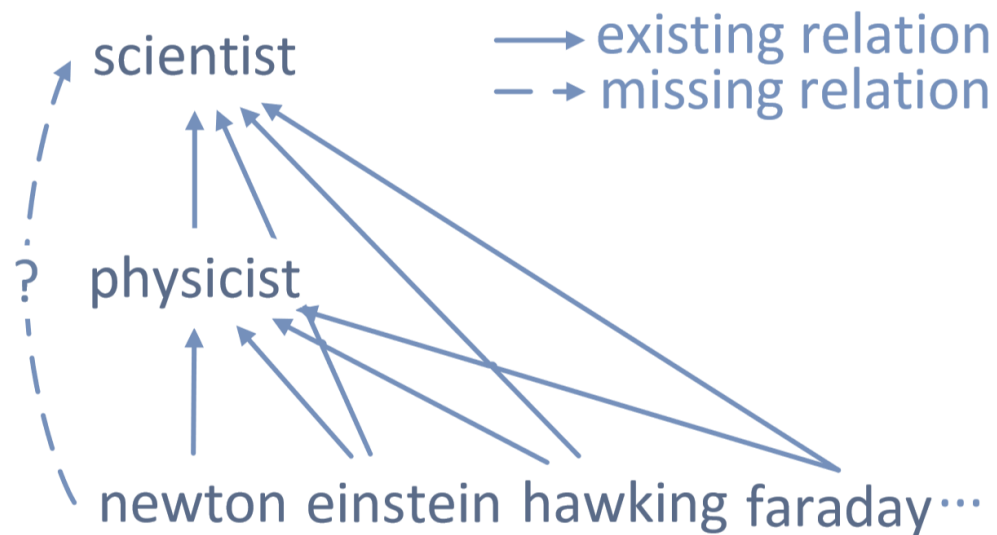 scientist
existing relation
missing relation
?
physicist
newton einstein hawking faraday ...